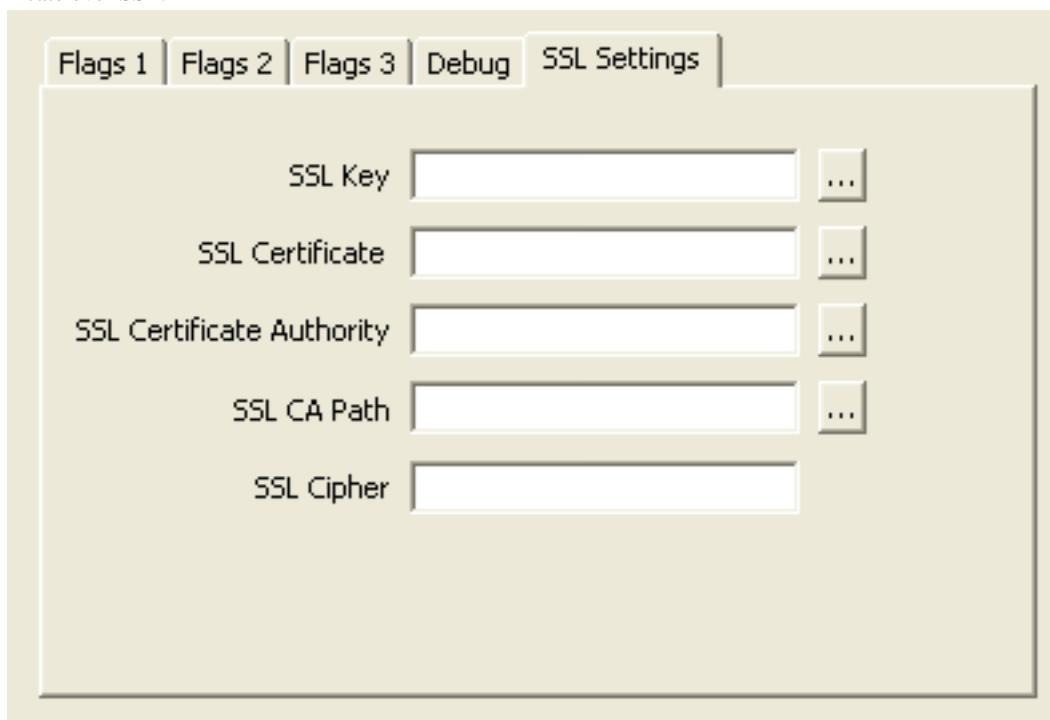 Flags 1 Flags 2 Flags 3 Debug SSL Settings
SSL Key ...
SSL Certificate ...
SSL Certificate Authority ...
SSL CA Path ...
SSL Cipher